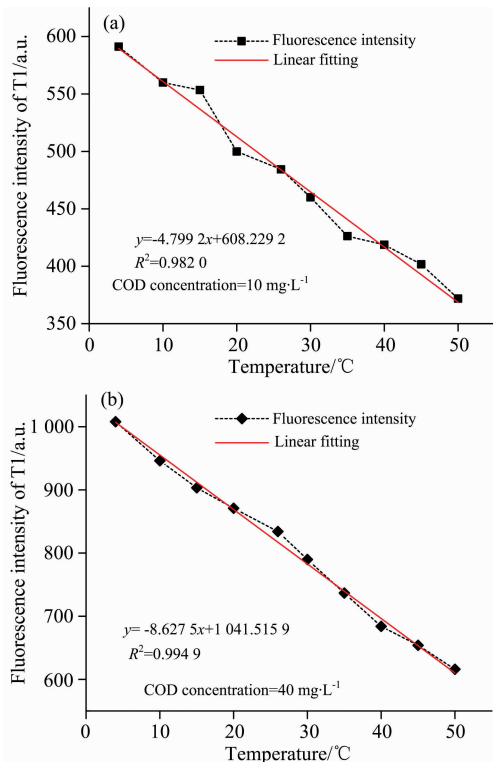 (a)
Fluorescence intensity
Linear fitting
600
550
500
450
400
350
Fluorescence intensity of T1/a.u.
y=-4.799 2x+608.229 2
R²=0.982 0
COD concentration=10 mg·L⁻¹
0 10 20 30 40 50
Temperature/℃
(b)
Fluorescence intensity
Linear fitting
1 000
900
800
700
600
Fluorescence intensity of T1/a.u.
y= -8.627 5x+1 041.515 9
R²=0.994 9
COD concentration=40 mg·L⁻¹
0 10 20 30 40 50
Temperature/℃